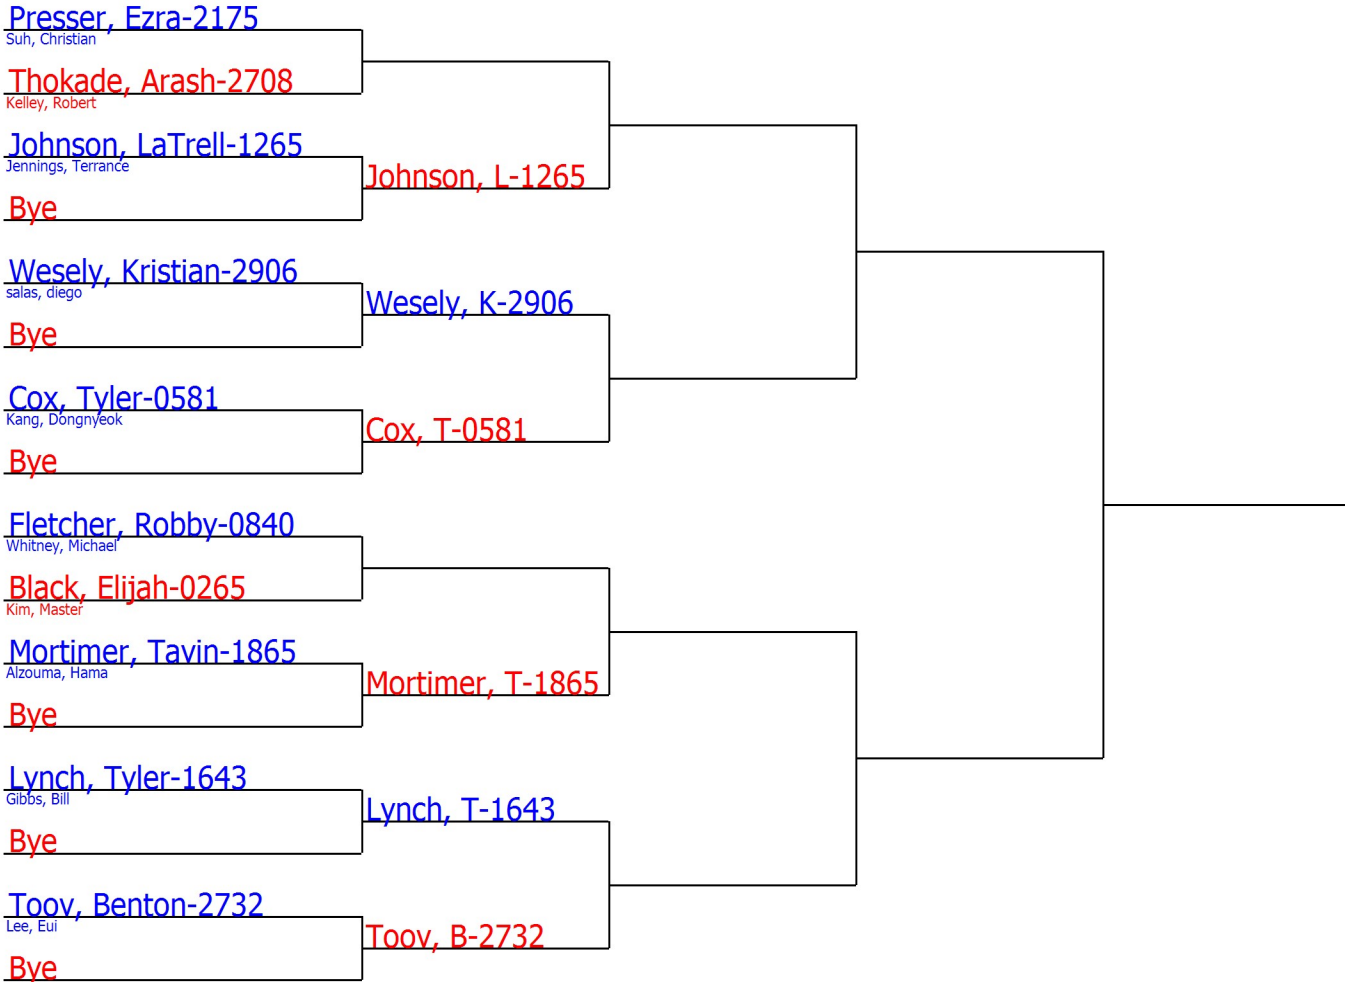 Presser, Ezra-2175
Suh, Christian
Thokade, Arash-2708
Kelley, Robert
Johnson, LaTrell-1265
Jennings, Terrance
Johnson, L-1265
Bye
Wesely, Kristian-2906
salas, diego
Wesely, K-2906
Bye
Cox, Tyler-0581
Kang, Dongnyeok
Cox, T-0581
Bye
Fletcher, Robby-0840
Whitney, Michael
Black, Elijah-0265
Kim, Master
Mortimer, Tavin-1865
Alzouma, Hama
Mortimer, T-1865
Bye
Lynch, Tyler-1643
Gibbs, Bill
Lynch, T-1643
Bye
Toov, Benton-2732
Lee, Eui
Toov, B-2732
Bye